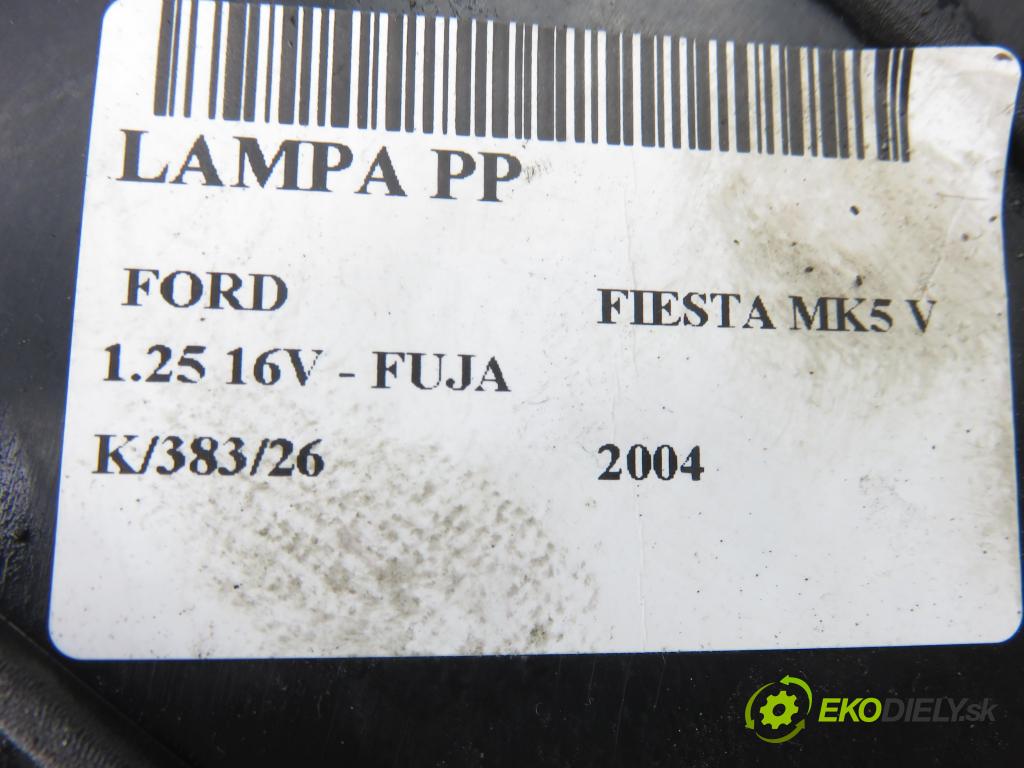 LAMPA PP
FORD FIESTA MK5 V
1.25 16V - FUJA
K/383/26 2004
EKODIELY.sk